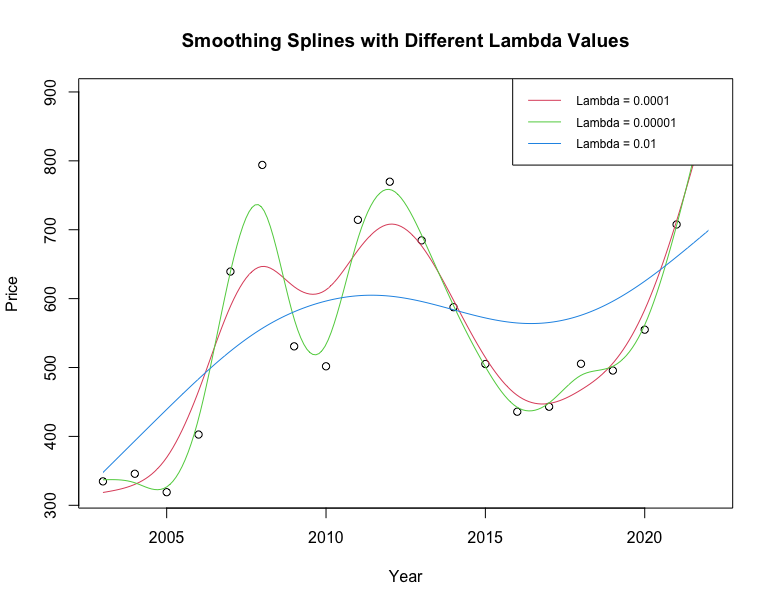 Smoothing Splines with Different Lambda Values
Lambda = 0.0001
Lambda = 0.00001
Lambda = 0.01
Price
900
800
700
600
500
400
300
2005 2010 2015 2020
Year